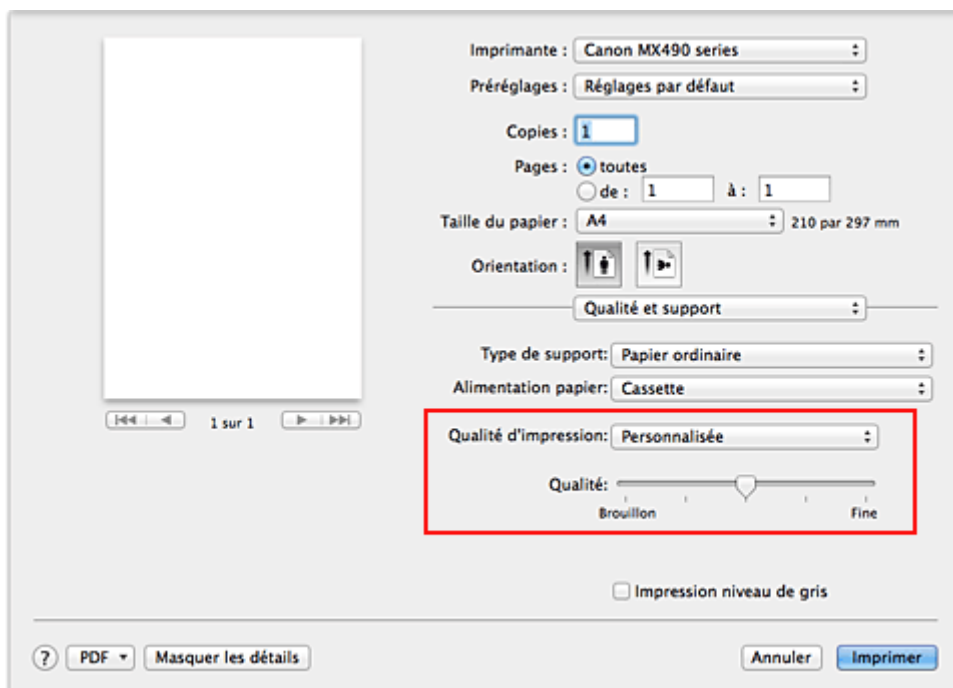 Imprimante : Canon MX490 series
Préréglages : Réglages par défaut
Copies : 1
Pages : toutes
de : 1 à : 1
Taille du papier : A4 210 par 297 mm
Orientation :
Qualité et support
Type de support: Papier ordinaire
Alimentation papier: Cassette
1 sur 1
Qualité d'impression: Personnalisée
Qualité:
Brouillon Fine
Impression niveau de gris
? PDF Masquer les détails Annuler Imprimer